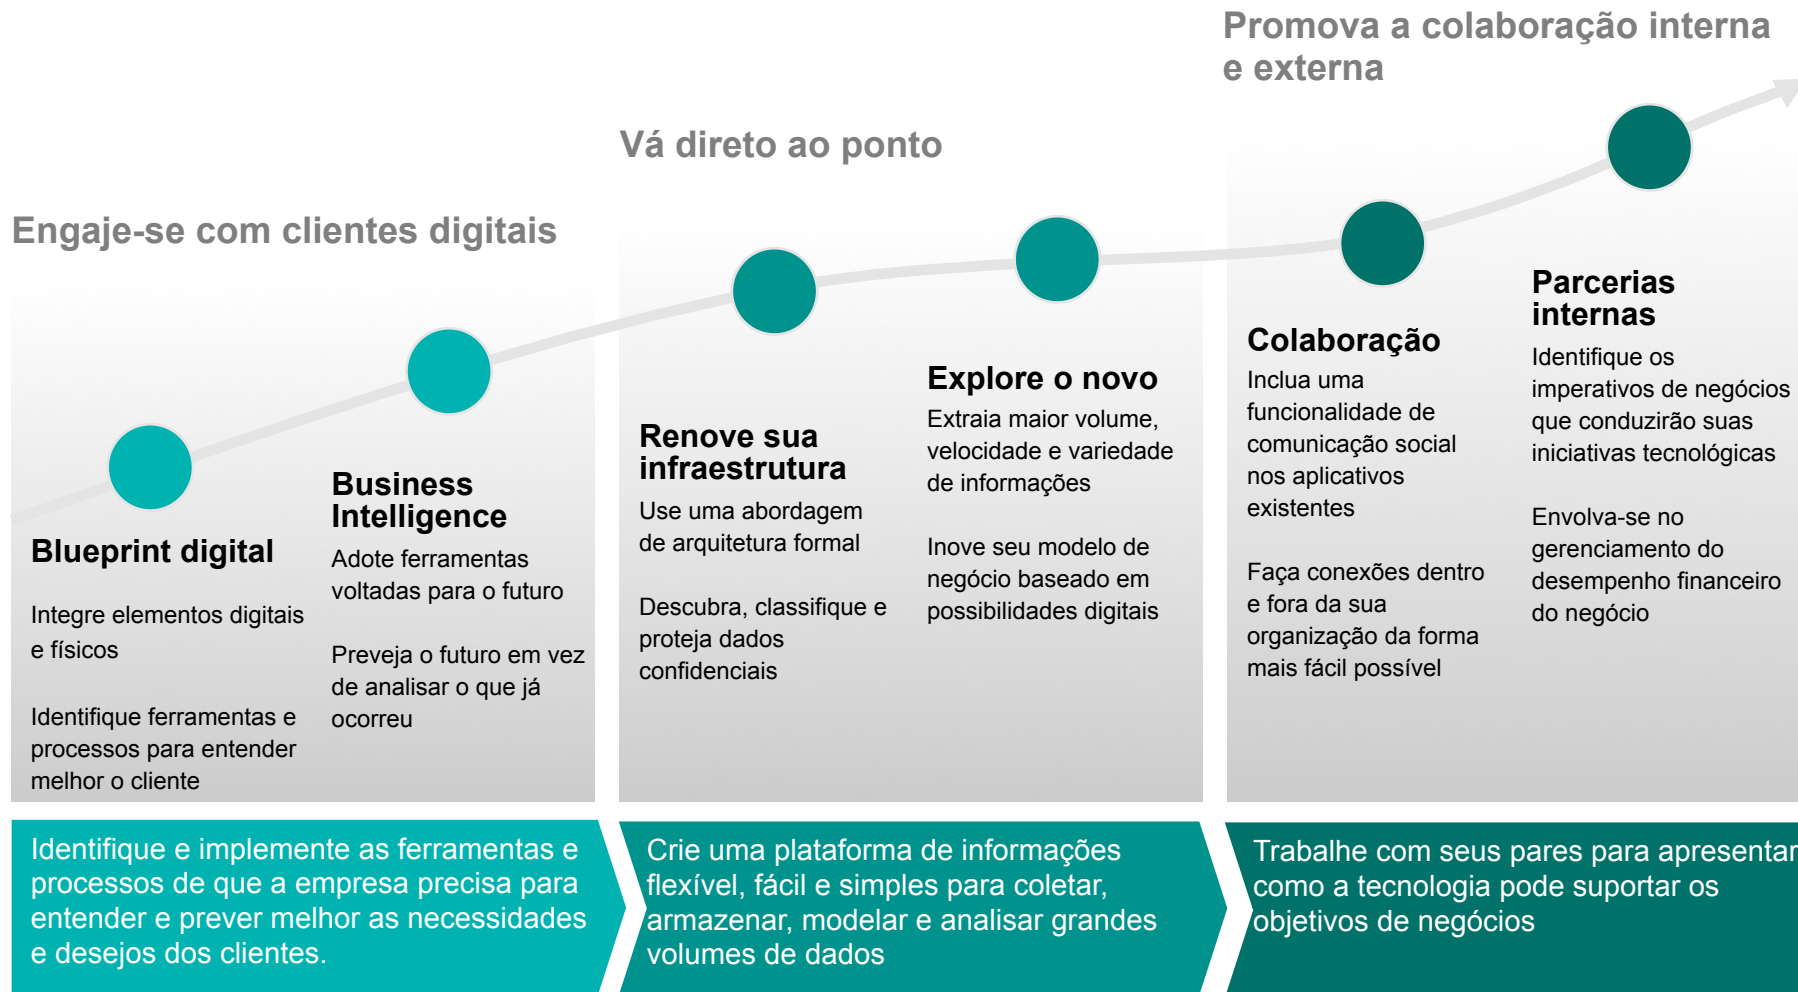 Engaje-se com clientes digitais
Blueprint digital
Integre elementos digitais
e físicos
Identifique ferramentas e
processos para entender
melhor o cliente
Business
Intelligence
Adote ferramentas
voltadas para o futuro
Preveja o futuro em vez
de analisar o que já
ocorreu
Identifique e implemente as ferramentas e
processos de que a empresa precisa para
entender e prever melhor as necessidades
e desejos dos clientes.
Vá direto ao ponto
Renove sua
infraestrutura
Use uma abordagem
de arquitetura formal
Descubra, classifique e
proteja dados
confidenciais
Explore o novo
Extraia maior volume,
velocidade e variedade
de informações
Inove seu modelo de
negócio baseado em
possibilidades digitais
Crie uma plataforma de informações
flexível, fácil e simples para coletar,
armazenar, modelar e analisar grandes
volumes de dados
Promova a colaboração interna
e externa
Colaboração
Inclua uma
funcionalidade de
comunicação social
nos aplicativos
existentes
Faça conexões dentro
e fora da sua
organização da forma
mais fácil possível
Parcerias
internas
Identifique os
imperativos de negócios
que conduzirão suas
iniciativas tecnológicas
Envolva-se no
gerenciamento do
desempenho financeiro
do negócio
Trabalhe com seus pares para apresentar
como a tecnologia pode suportar os
objetivos de negócios